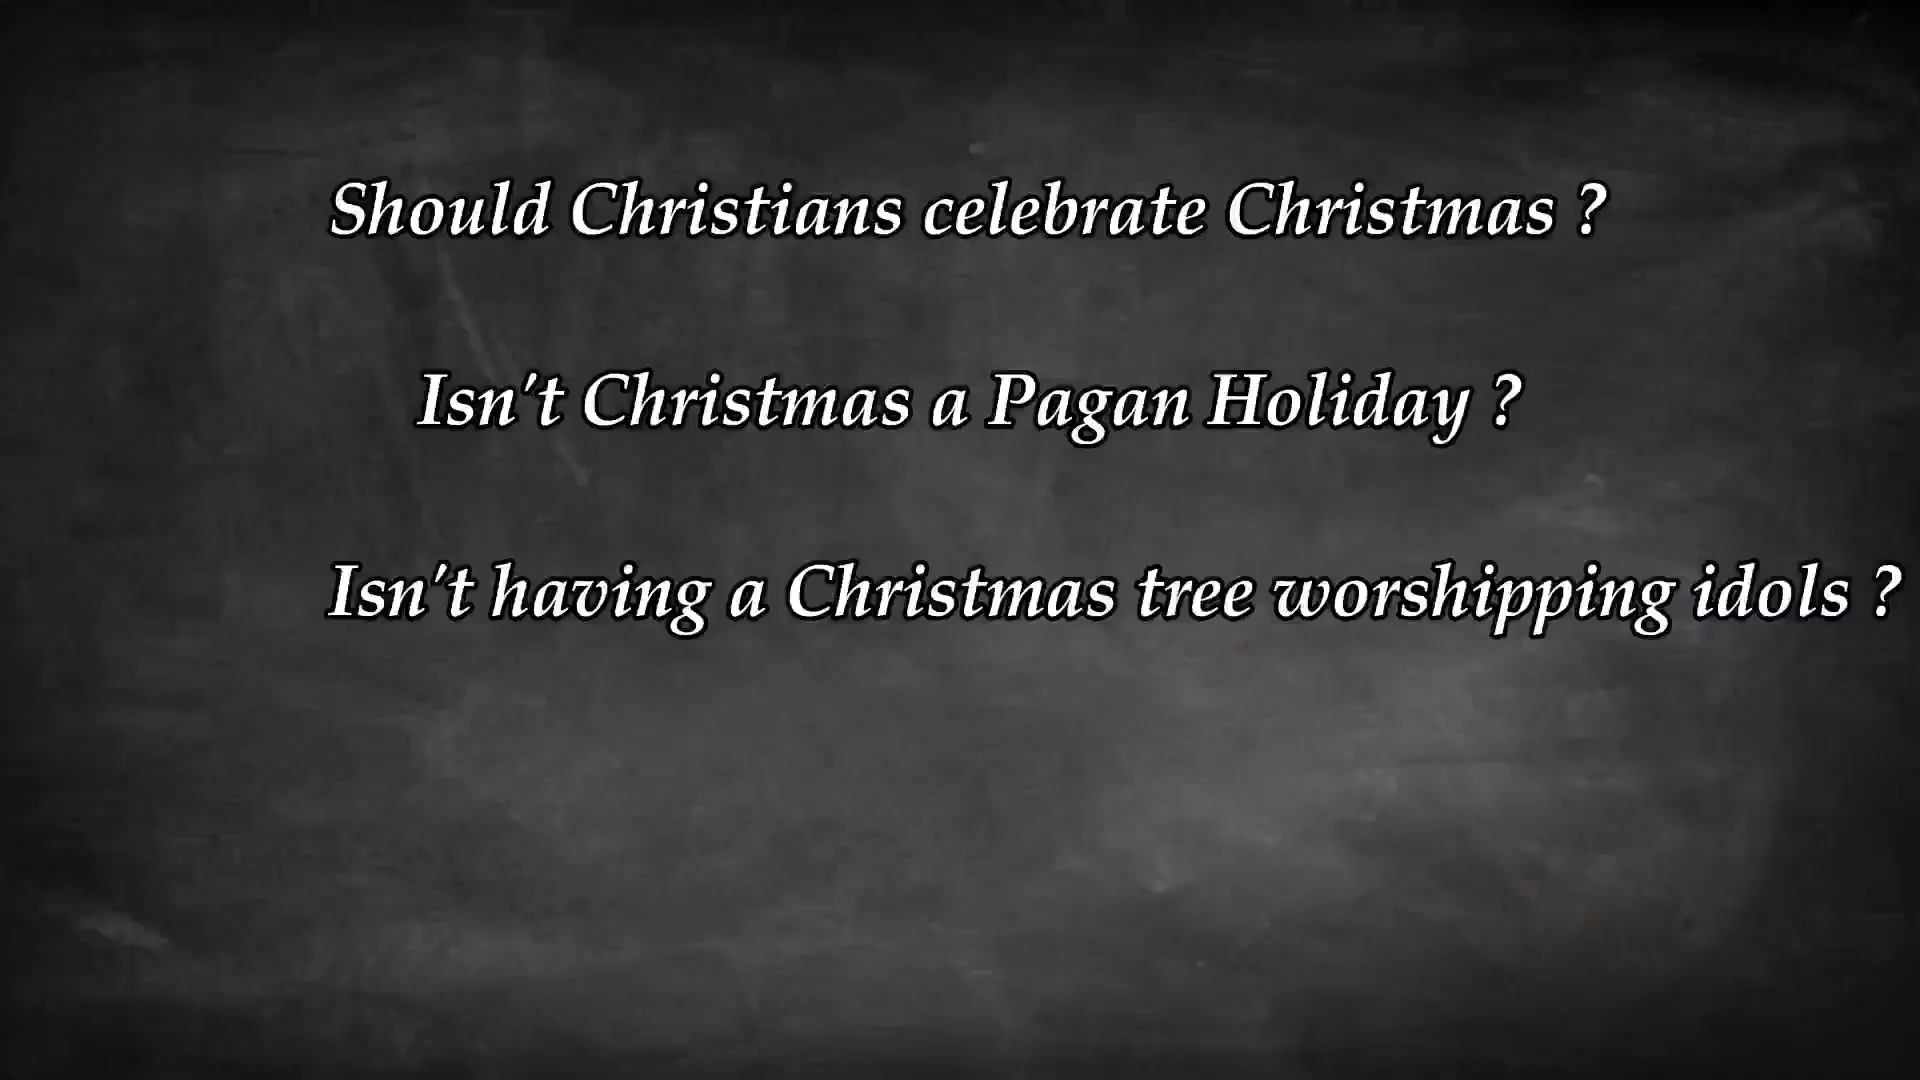 Should Christians celebrate Christmas ?
Isn't Christmas a Pagan Holiday ?
Isn't having a Christmas tree worshipping idols ?